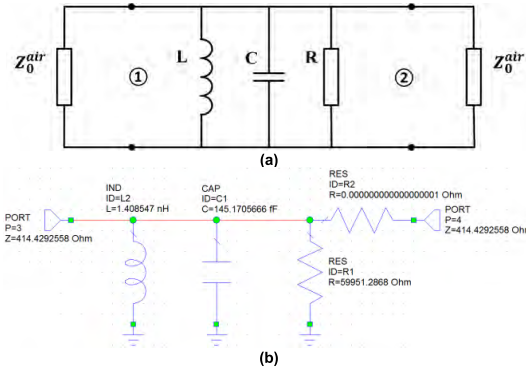 Z₀ᵃⁱʳ
①
L
C
R
②
Z₀ᵃⁱʳ
(a)
PORT
P=3
Z=414.4292558 Ohm
IND
ID=L2
L=1.408547 nH
CAP
ID=C1
C=145.1705666 fF
RES
ID=R2
R=0.0000000000000000001 Ohm
PORT
P=4
Z=414.4292558 Ohm
RES
ID=R1
R=59951.2868 Ohm
(b)